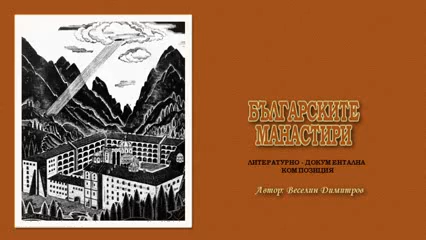 БЪЛГАРСКИТЕ
МАНАСТИРИ
ЛИТЕРАТУРНО - ДОКУМЕНТАЛНА
КОМПОЗИЦИЯ
Автор: Веселин Димитров